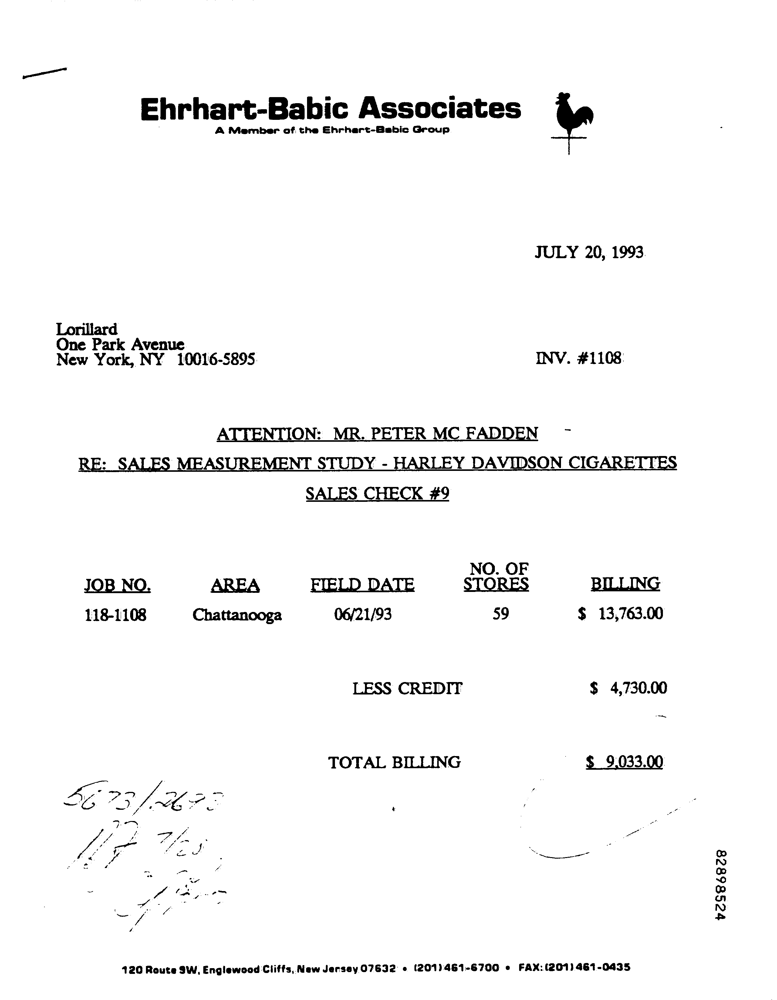 Ehrhart-Babic Associates
A Member of the Ehrhart-Babic Group
JULY 20, 1993
Lorillard
One Park Avenue
New York, NY 10016-5895
INV. #1108
ATTENTION: MR. PETER MC FADDEN
RE: SALES MEASUREMENT STUDY - HARLEY DAVIDSON CIGARETTES
SALES CHECK #9
JOB NO. AREA FIELD DATE NO. OF STORES BILLING
118-1108 Chattanooga 06/21/93 59 $ 13,763.00
LESS CREDIT $ 4,730.00
TOTAL BILLING $ 9,033.00
5673/2693
82898524
120 Route 9W, Englewood Cliffs, New Jersey 07632 • (201)461-6700 • FAX:(201)461-0435